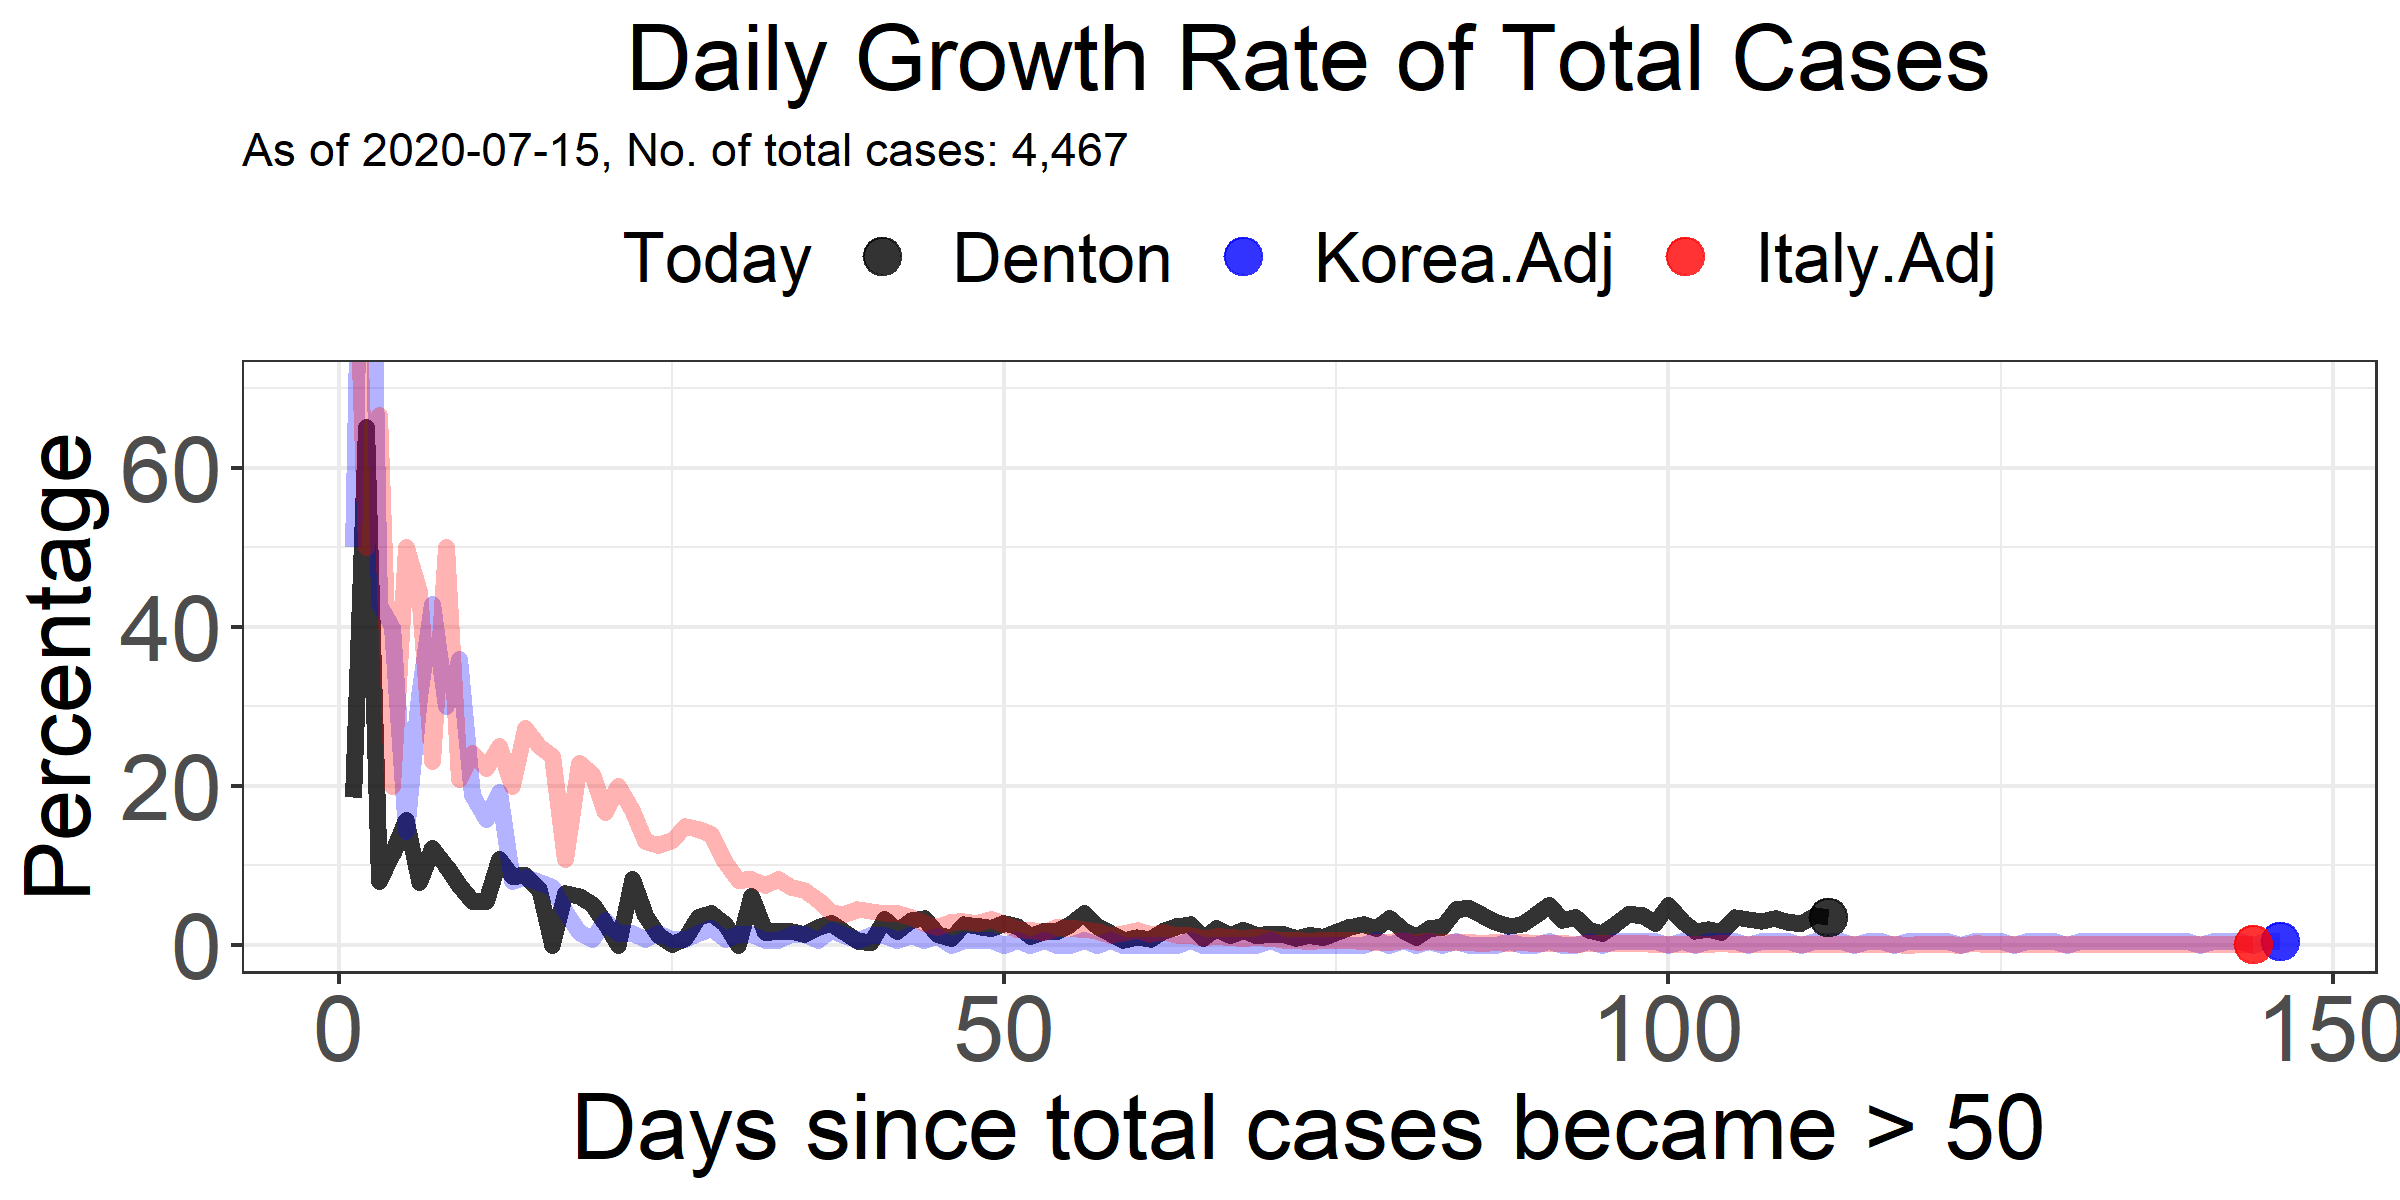 Daily Growth Rate of Total Cases
As of 2020-07-15, No. of total cases: 4,467
Today Denton Korea.Adj Italy.Adj
Percentage
60
40
20
0
0 50 100 150
Days since total cases became > 50